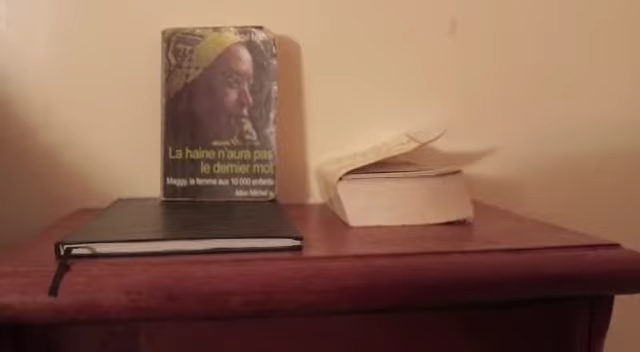 La haine n'aura pas
le dernier mot
Maggy, la femme aux 10 000 enfants
Albin Michel